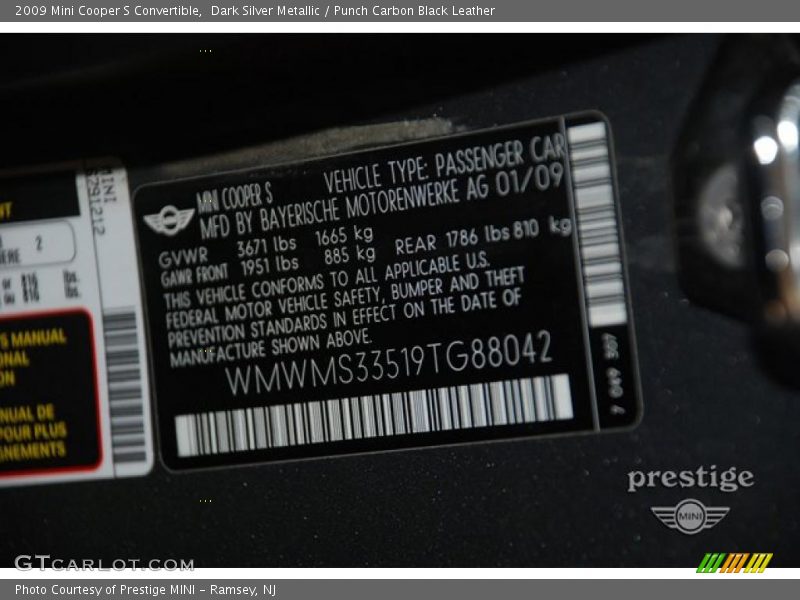 2009 Mini Cooper S Convertible, Dark Silver Metallic / Punch Carbon Black Leather
MINI COOPER S VEHICLE TYPE: PASSENGER CAR
MFD BY BAYERISCHE MOTORENWERKE AG 01/09
GVWR 3671 lbs 1665 kg
GAWR FRONT 1951 lbs 885 kg REAR 1786 lbs 810 kg
THIS VEHICLE CONFORMS TO ALL APPLICABLE U.S.
FEDERAL MOTOR VEHICLE SAFETY, BUMPER AND THEFT
PREVENTION STANDARDS IN EFFECT ON THE DATE OF
MANUFACTURE SHOWN ABOVE.
WMWMS33519TG88042
MINI
2
lbs.
lbs.
MANUAL
DE
POUR PLUS
prestige
MINI
GTcarlot.com
Photo Courtesy of Prestige MINI - Ramsey, NJ